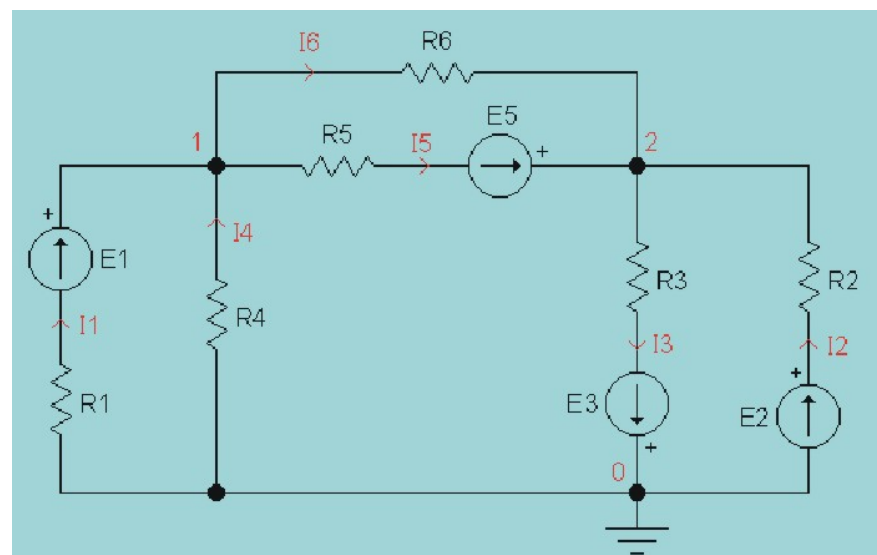 I6
R6
E5
1
R5
I5
+
2
+
E1
I4
R3
R2
I1
R4
I3
I2
+
R1
E3
E2
+
0